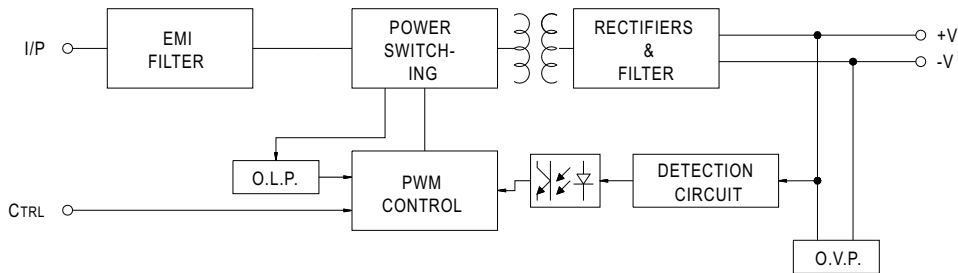 I/P
EMI
FILTER
POWER
SWITCH-
ING
RECTIFIERS
&
FILTER
+V
-V
O.L.P.
PWM
CONTROL
DETECTION
CIRCUIT
CTRL
O.V.P.